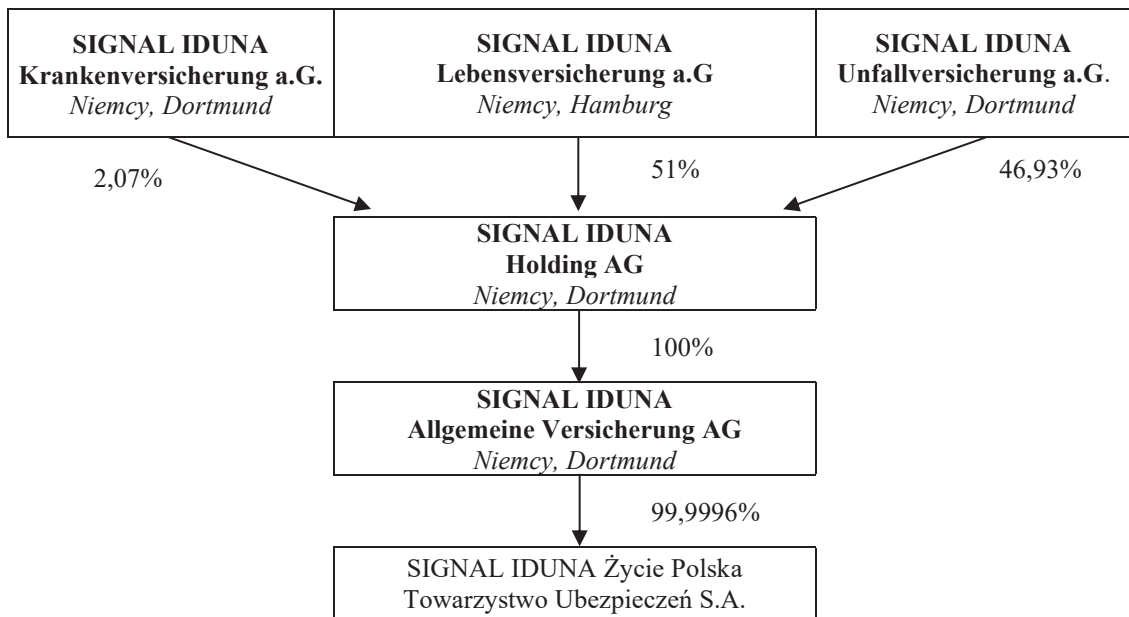 SIGNAL IDUNA
Krankenversicherung a.G.
Niemcy, Dortmund
SIGNAL IDUNA
Lebensversicherung a.G
Niemcy, Hamburg
SIGNAL IDUNA
Unfallversicherung a.G.
Niemcy, Dortmund
2,07%
51%
46,93%
SIGNAL IDUNA
Holding AG
Niemcy, Dortmund
100%
SIGNAL IDUNA
Allgemeine Versicherung AG
Niemcy, Dortmund
99,9996%
SIGNAL IDUNA Życie Polska
Towarzystwo Ubezpieczeń S.A.